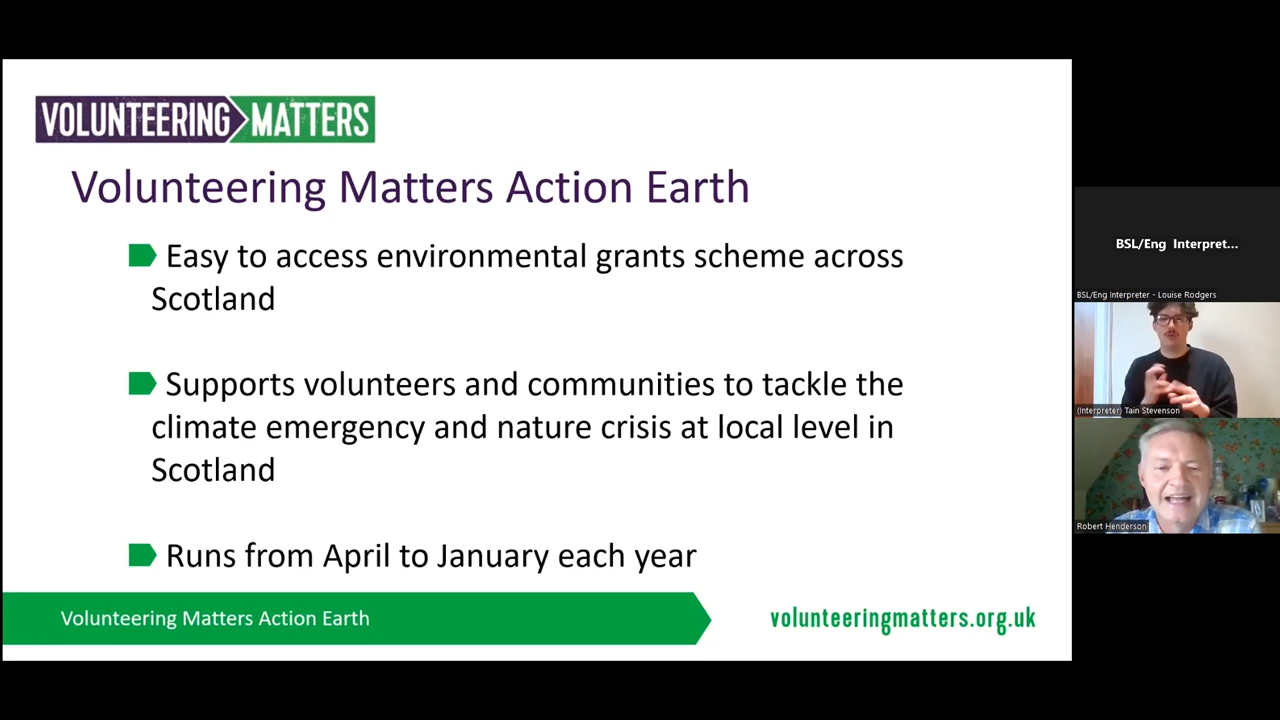 VOLUNTEERING MATTERS
Volunteering Matters Action Earth
Easy to access environmental grants scheme across
Scotland
Supports volunteers and communities to tackle the
climate emergency and nature crisis at local level in
Scotland
Runs from April to January each year
Volunteering Matters Action Earth
volunteeringmatters.org.uk
BSL/Eng Interpret...
BSL/Eng Interpreter - Louise Rodgers
(Interpreter) Tain Stevenson
Robert Henderson